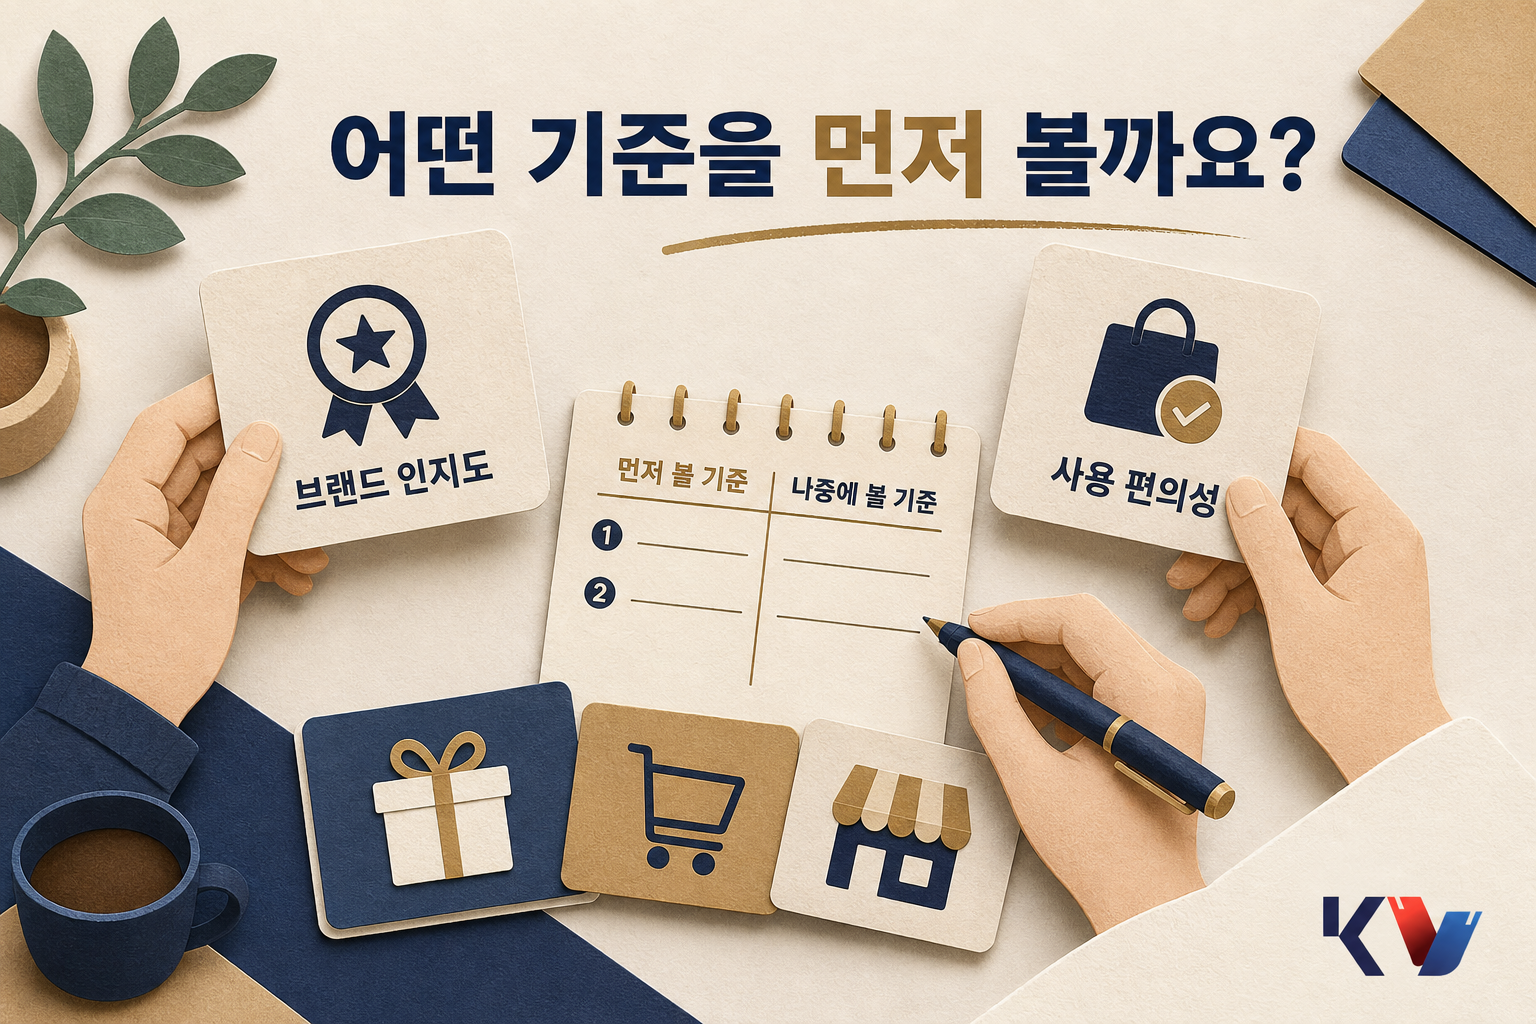 어떤 기준을 먼저 볼까요?
브랜드 인지도
사용 편의성
먼저 볼 기준
나중에 볼 기준
1
2
KV